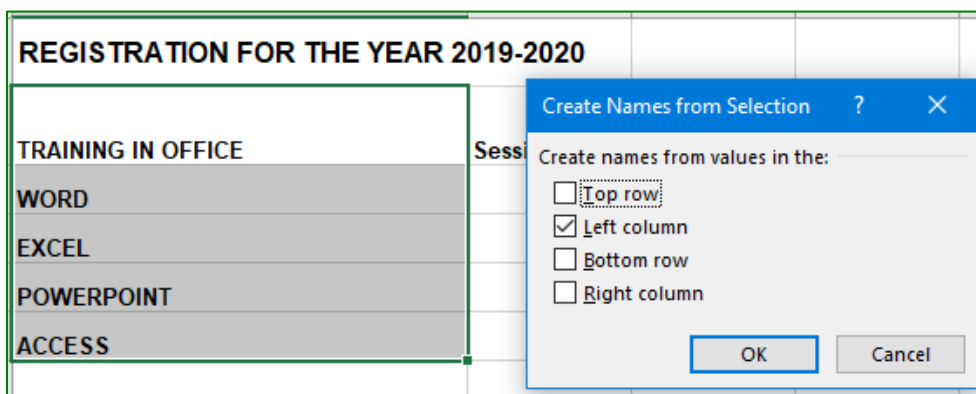 REGISTRATION FOR THE YEAR 2019-2020
TRAINING IN OFFICE
Sessi
WORD
EXCEL
POWERPOINT
ACCESS
Create Names from Selection ? ×
Create names from values in the:
Top row
Left column
Bottom row
Right column
OK Cancel